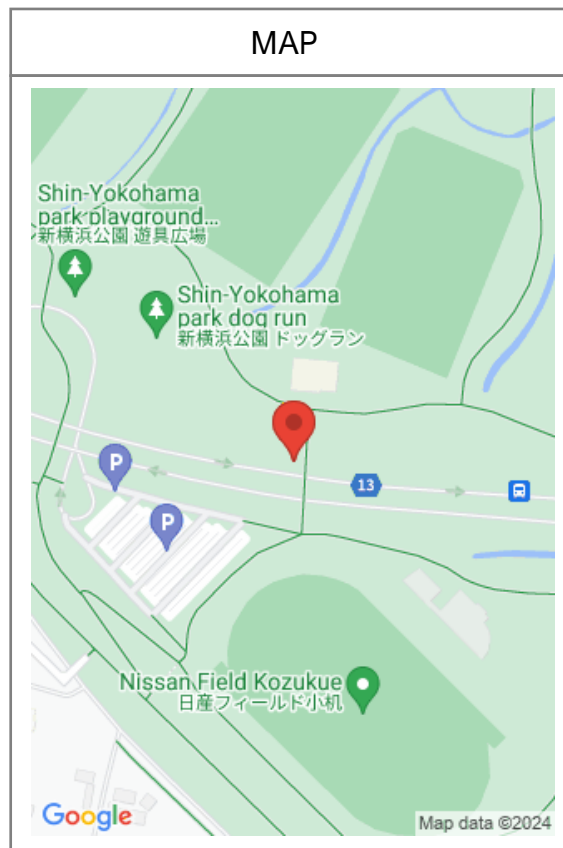 MAP
Shin-Yokohama
park playground...
新横浜公園 遊具広場
Shin-Yokohama
park dog run
新横浜公園 ドッグラン
P
13
P
Nissan Field Kozukue
日産フィールド小机
Google
Map data ©2024